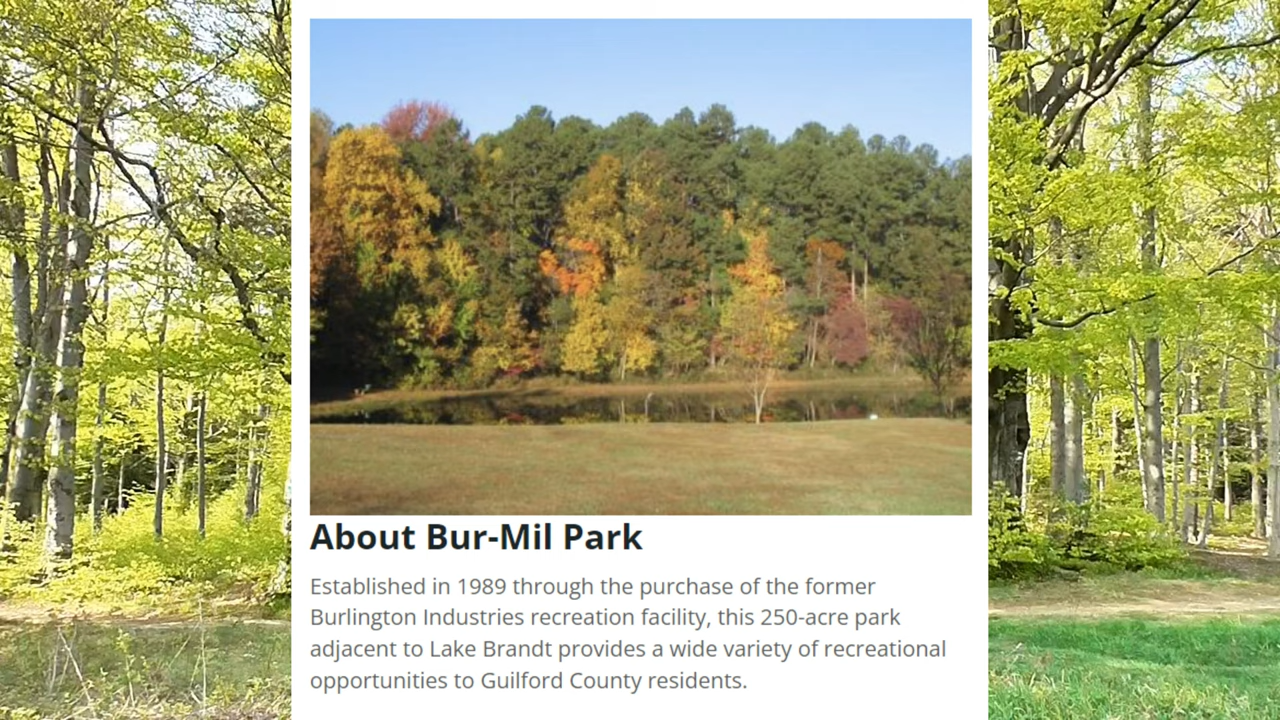 About Bur-Mil Park
Established in 1989 through the purchase of the former
Burlington Industries recreation facility, this 250-acre park
adjacent to Lake Brandt provides a wide variety of recreational
opportunities to Guilford County residents.